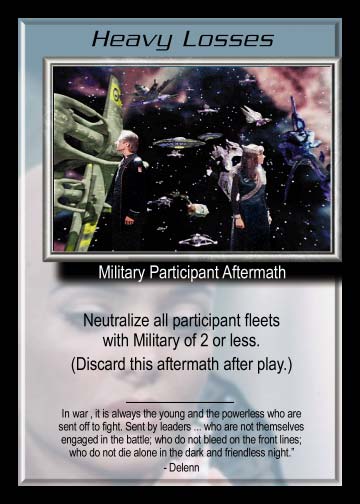 Heavy Losses
Military Participant Aftermath
Neutralize all participant fleets
with Military of 2 or less.
(Discard this aftermath after play.)
In war , it is always the young and the powerless who are
sent off to fight. Sent by leaders ... who are not themselves
engaged in the battle; who do not bleed on the front lines;
who do not die alone in the dark and friendless night."
- Delenn